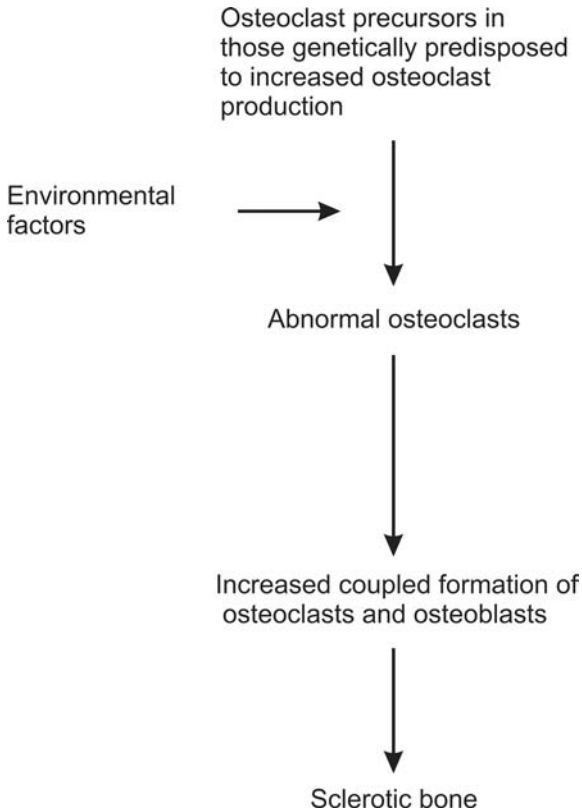 Osteoclast precursors in
those genetically predisposed
to increased osteoclast
production
Environmental
factors
Abnormal osteoclasts
Increased coupled formation of
osteoclasts and osteoblasts
Sclerotic bone